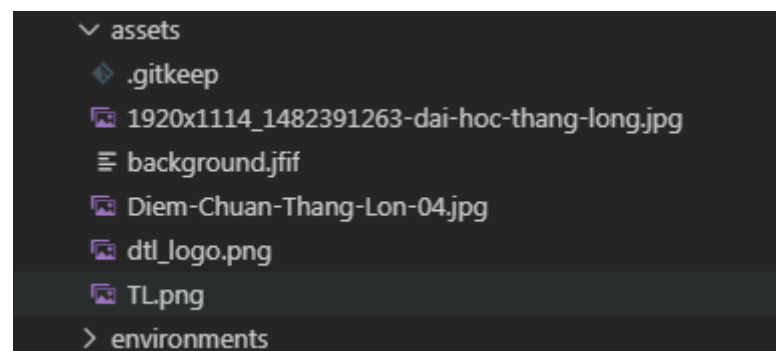 assets
.gitkeep
1920x1114_1482391263-dai-hoc-thang-long.jpg
background.jfif
Diem-Chuan-Thang-Lon-04.jpg
dtl_logo.png
TL.png
environments